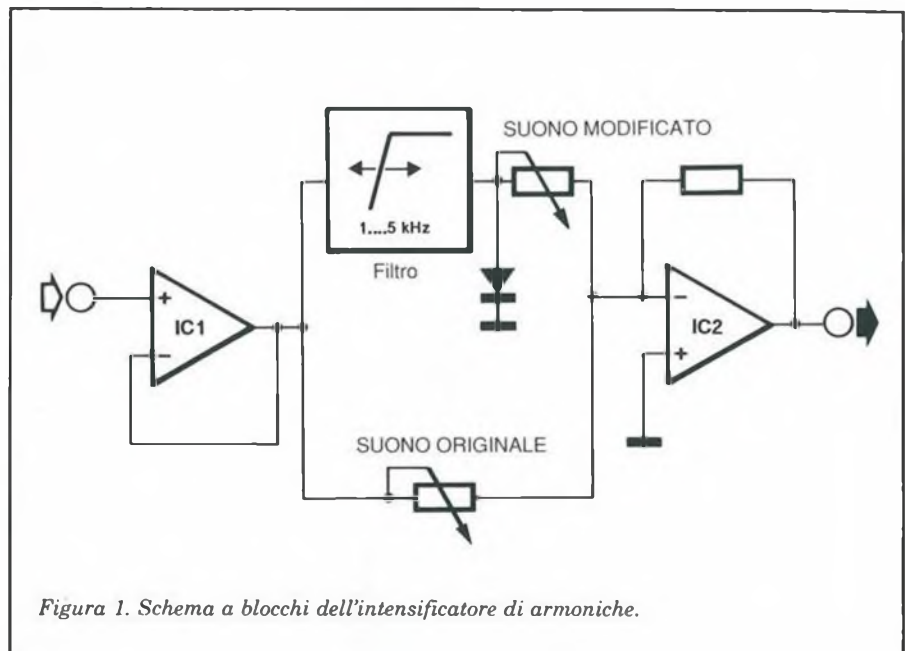 SUONO MODIFICATO
1....5 kHz
Filtro
+
IC1
-
-
IC2
+
SUONO ORIGINALE
Figura 1. Schema a blocchi dell'intensificatore di armoniche.